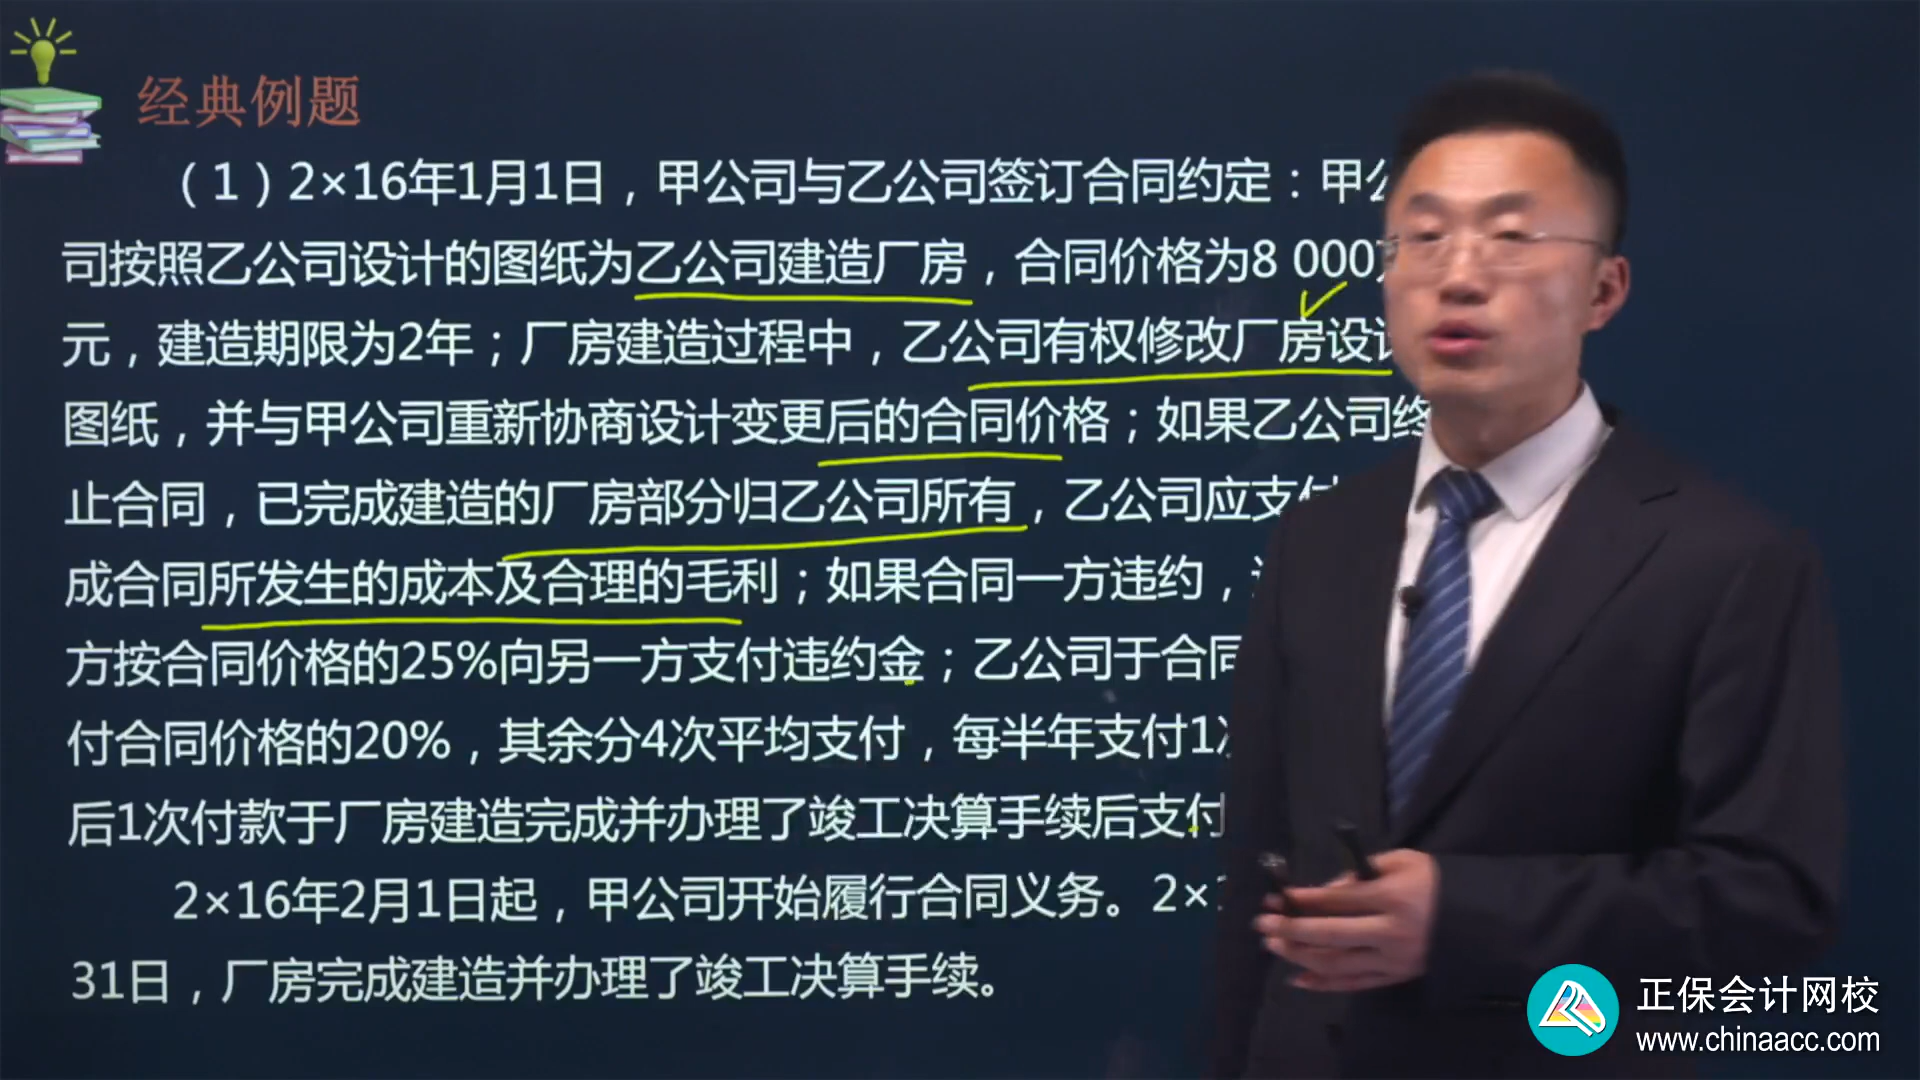 经典例题
（1）2×16年1月1日，甲公司与乙公司签订合同约定：甲公
司按照乙公司设计的图纸为乙公司建造厂房，合同价格为8 000万
元，建造期限为2年；厂房建造过程中，乙公司有权修改厂房设计
图纸，并与甲公司重新协商设计变更后的合同价格；如果乙公司终
止合同，已完成建造的厂房部分归乙公司所有，乙公司应支付
成合同所发生的成本及合理的毛利；如果合同一方违约，
方按合同价格的25%向另一方支付违约金；乙公司于合同
付合同价格的20%，其余分4次平均支付，每半年支付1次
后1次付款于厂房建造完成并办理了竣工决算手续后支付
2×16年2月1日起，甲公司开始履行合同义务。2×
31日，厂房完成建造并办理了竣工决算手续。
正保会计网校
www.chinaacc.com